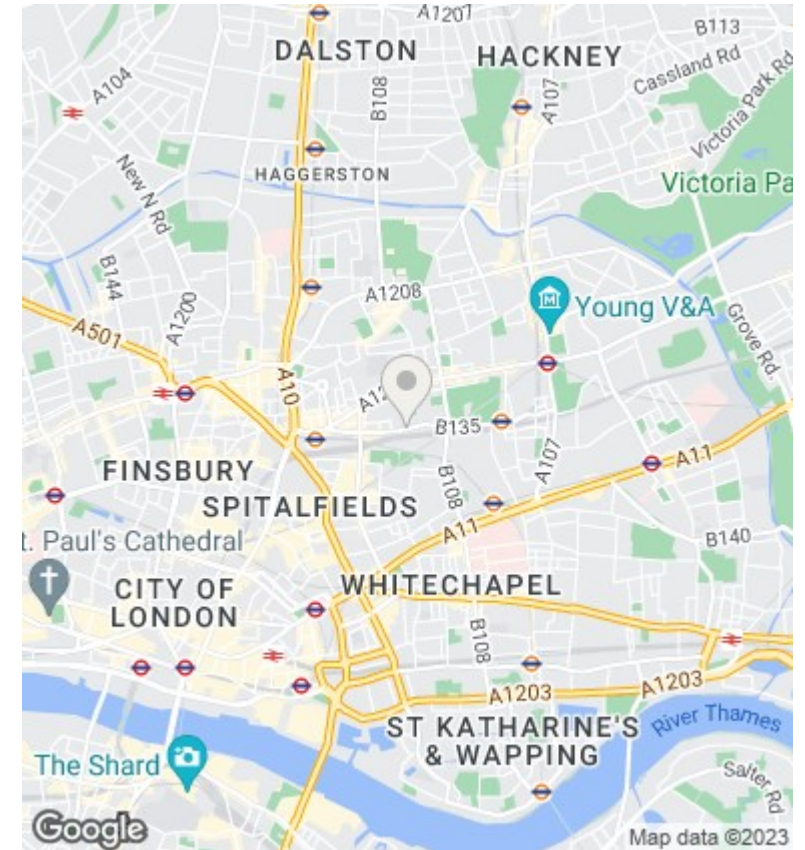 A1207
B113
DALSTON
HACKNEY
Cassland Rd
A104
B108
A107
Victoria Park Rd
New N Rd
HAGGERSTON
Victoria Pa
B144
A1200
A1208
Young V&A
Grove Rd.
A501
A10
A12
B135
A107
A11
FINSBURY
B108
SPITALFIELDS
A11
B140
t. Paul's Cathedral
CITY OF
LONDON
WHITECHAPEL
B108
A1203
A1203
ST KATHARINE'S
& WAPPING
River Thames
The Shard
Salter Rd
Google
Map data ©2023